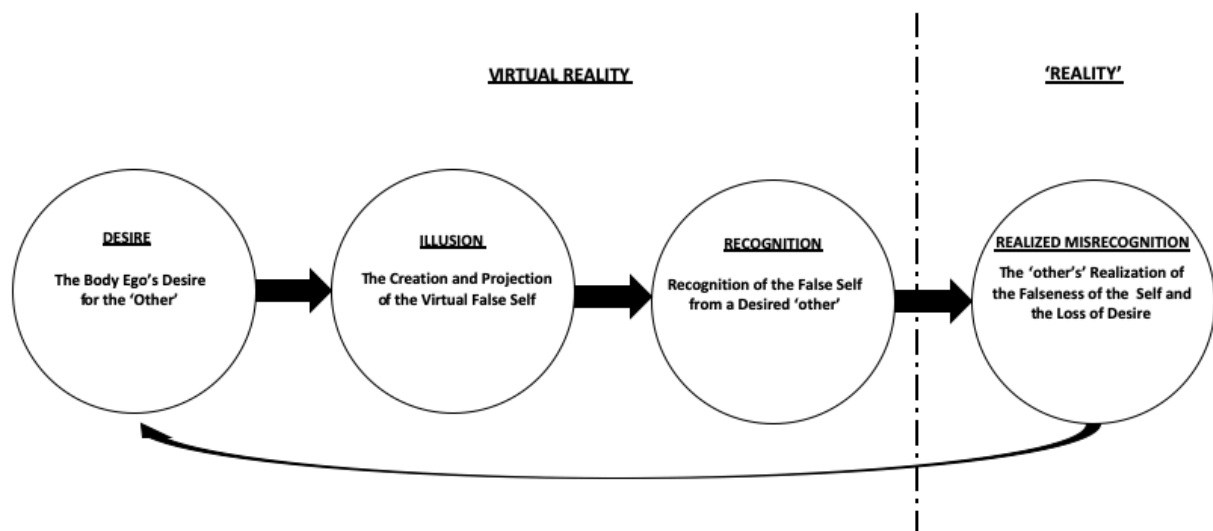 VIRTUAL REALITY
‘REALITY’
DESIRE
The Body Ego’s Desire
for the ‘Other’
ILLUSION
The Creation and Projection
of the Virtual False Self
RECOGNITION
Recognition of the False Self
from a Desired ‘other’
REALIZED MISRECOGNITION
The ‘other’s’ Realization of
the Falseness of the Self and
the Loss of Desire